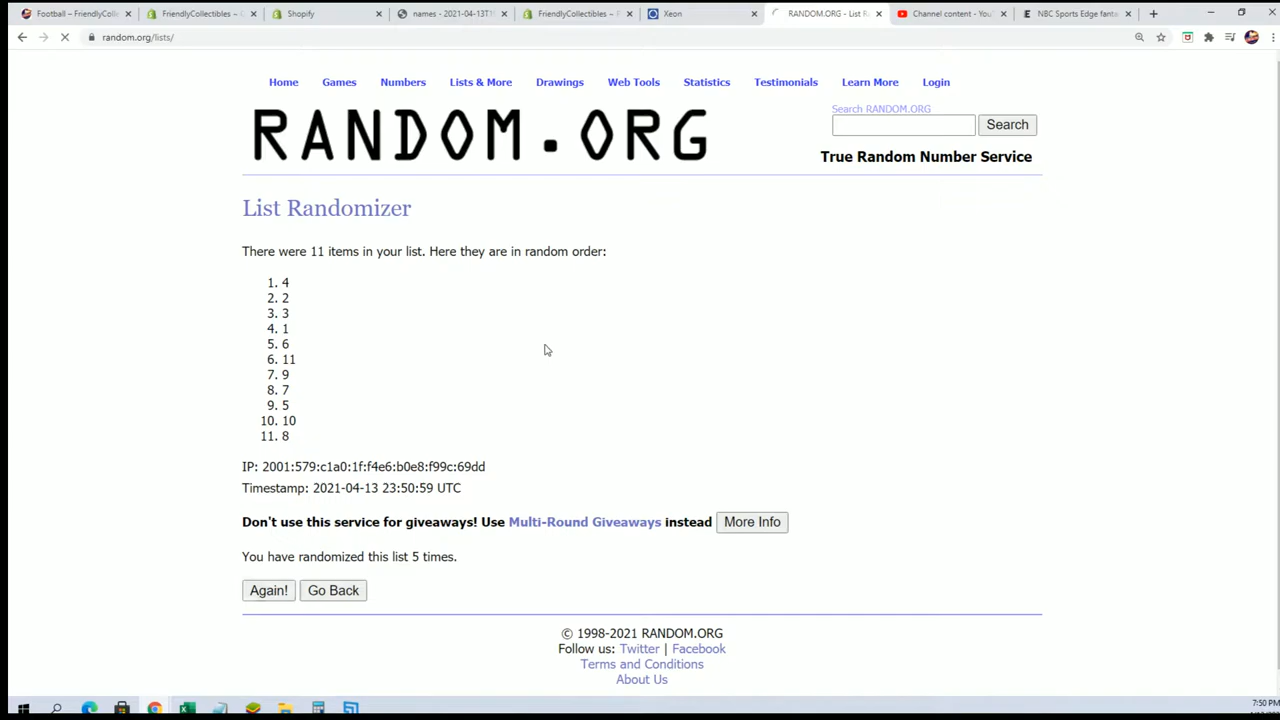 Football – FriendlyColle
FriendlyCollectibles ~
Shopify
names - 2021-04-13T1
FriendlyCollectibles ~
Xeon
RANDOM.ORG - List R
Channel content - You
NBC Sports Edge fanta
random.org/lists/
Home Games Numbers Lists & More Drawings Web Tools Statistics Testimonials Learn More Login
RANDOM.ORG
Search RANDOM.ORG
Search
True Random Number Service
List Randomizer
There were 11 items in your list. Here they are in random order:
1. 4
2. 2
3. 3
4. 1
5. 6
6. 11
7. 9
8. 7
9. 5
10. 10
11. 8
IP: 2001:579:c1a0:1f:f4e6:b0e8:f99c:69dd
Timestamp: 2021-04-13 23:50:59 UTC
Don't use this service for giveaways! Use Multi-Round Giveaways instead More Info
You have randomized this list 5 times.
Again! Go Back
© 1998-2021 RANDOM.ORG
Follow us: Twitter | Facebook
Terms and Conditions
About Us
7:50 PM